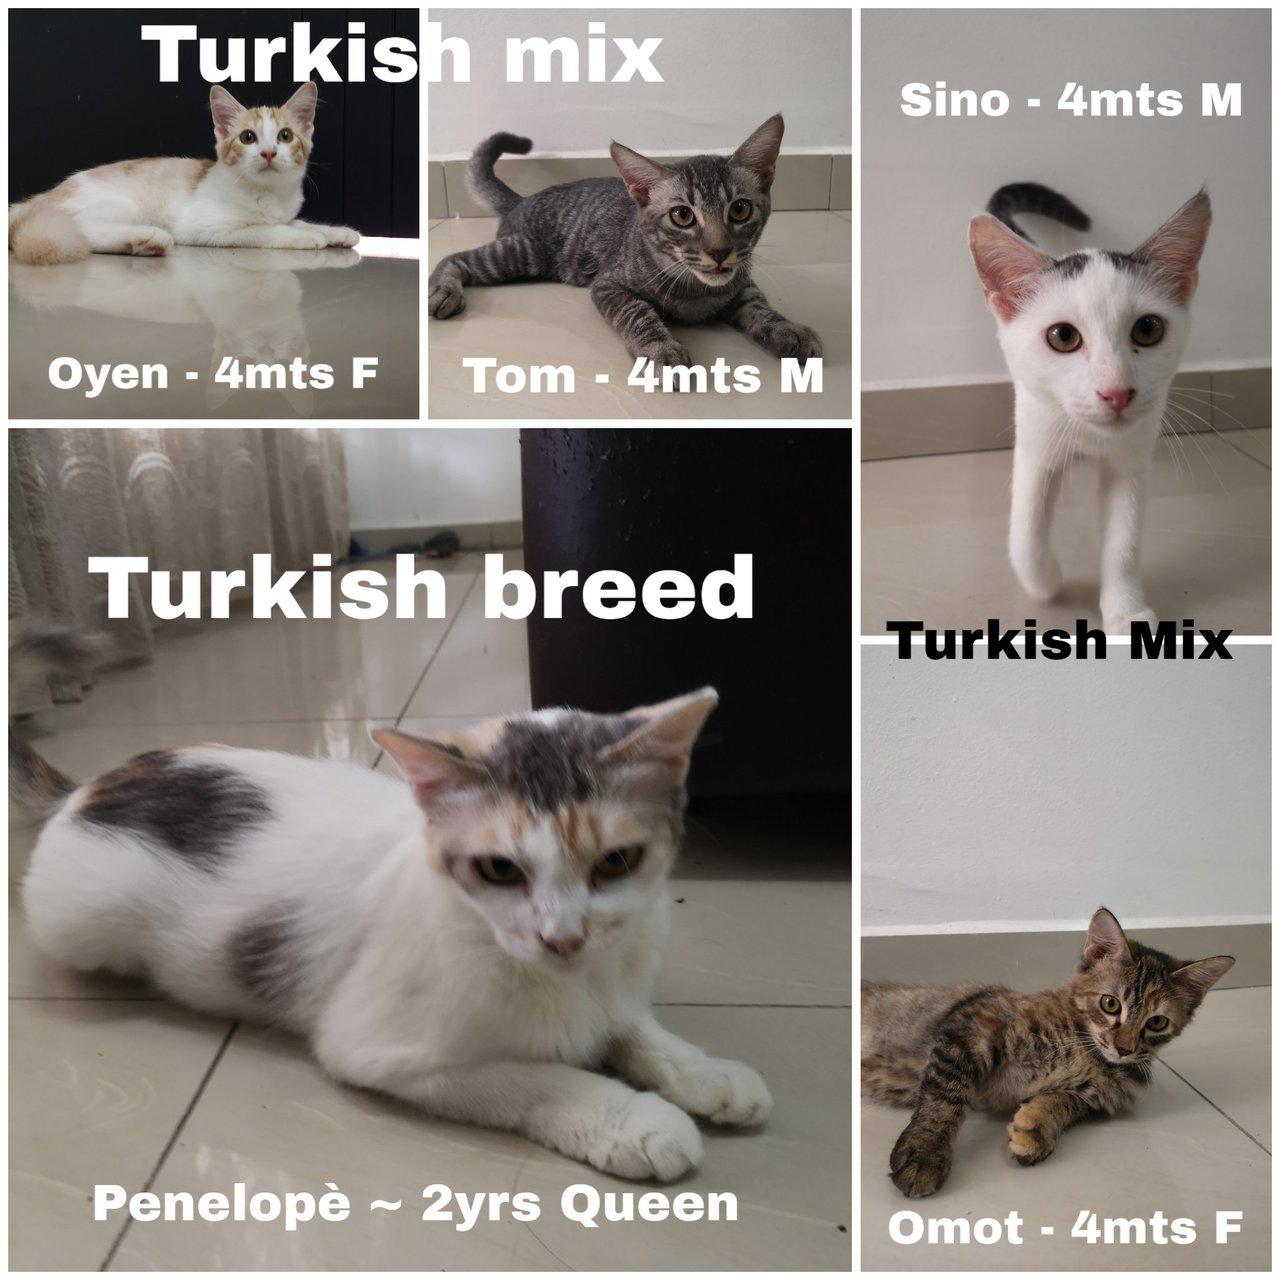 Turkish mix
Oyen - 4mts F
Tom - 4mts M
Sino - 4mts M
Turkish breed
Penelopè ~ 2yrs Queen
Turkish Mix
Omot - 4mts F